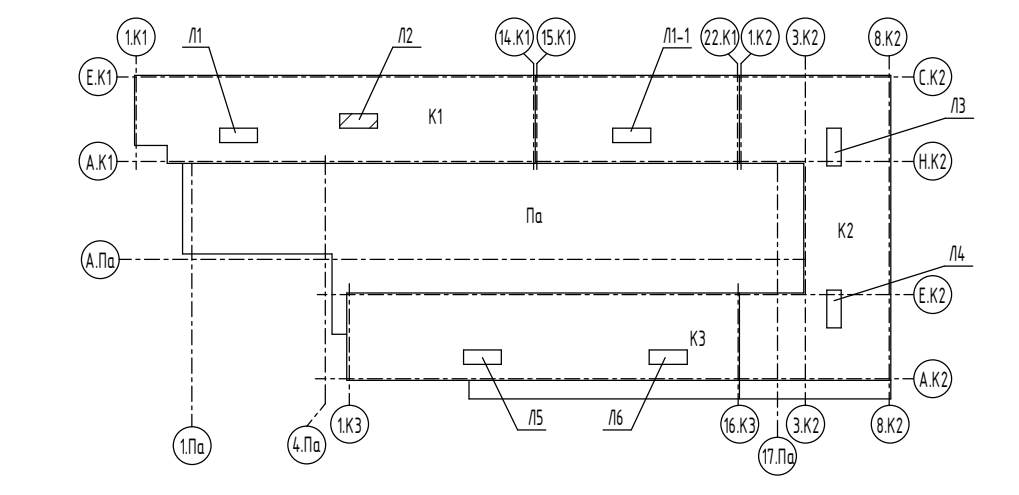 1.К1
Л1
Л2
14.К1
15.К1
Л1-1
22.К1
1.К2
3.К2
8.К2
Е.К1
С.К2
К1
Л3
А.К1
Н.К2
Па
К2
А.Па
Л4
Е.К2
К3
А.К2
1.Па
4.Па
1.К3
Л5
Л6
16.К3
3.К2
8.К2
17.Па